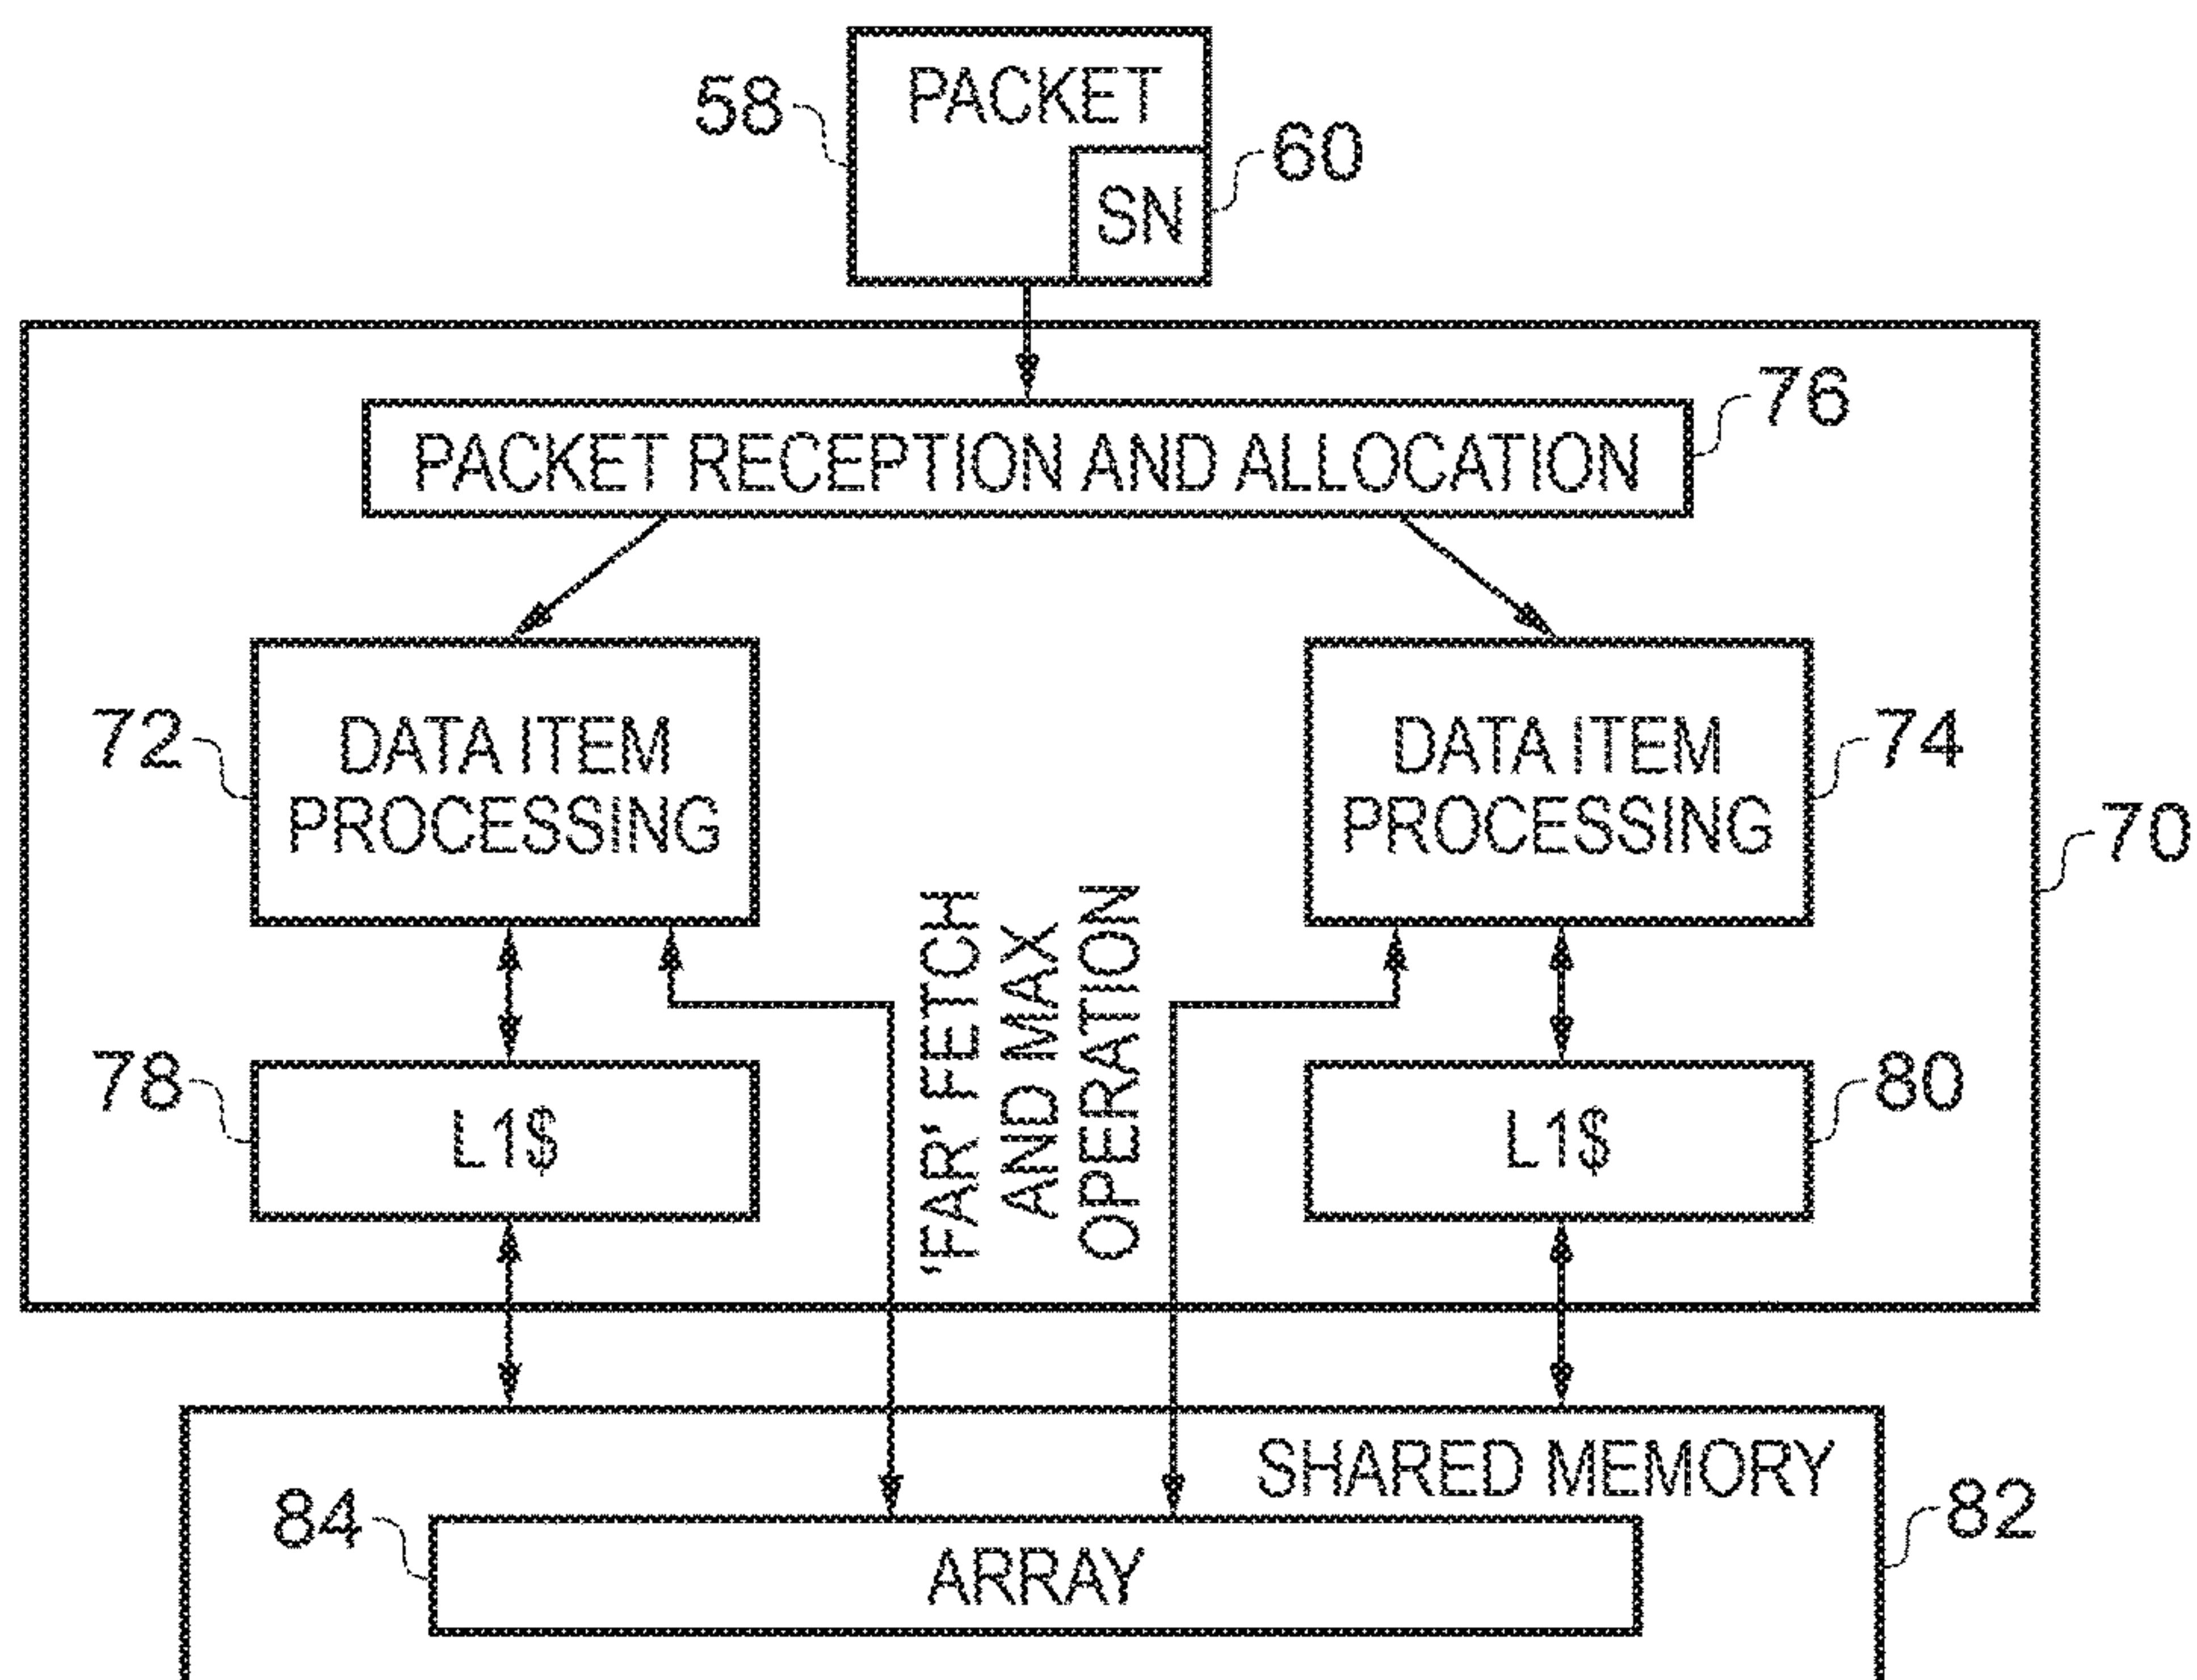 PACKET
58
60
SN
76
PACKET RECEPTION AND ALLOCATION
72
DATA ITEM
PROCESSING
DATA ITEM
PROCESSING
74
70
'FAR' FETCH
AND MAX
OPERATION
78
L1$
L1$
80
SHARED MEMORY
82
84
ARRAY